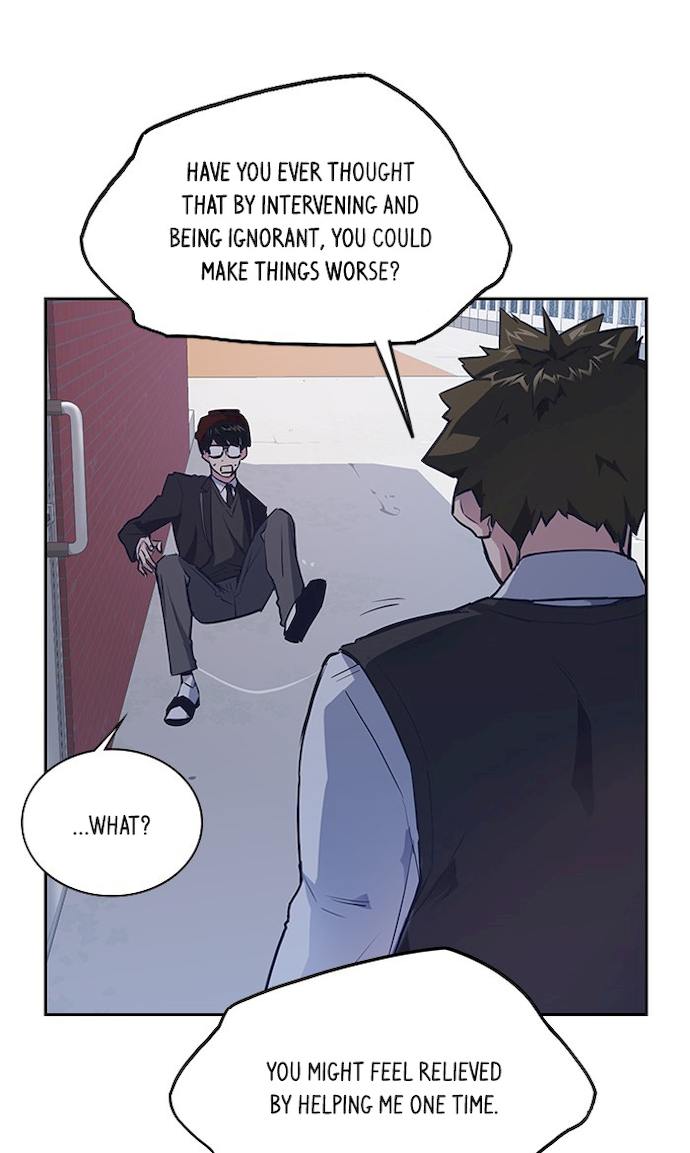 HAVE YOU EVER THOUGHT
THAT BY INTERVENING AND
BEING IGNORANT, YOU COULD
MAKE THINGS WORSE?
...WHAT?
YOU MIGHT FEEL RELIEVED
BY HELPING ME ONE TIME.